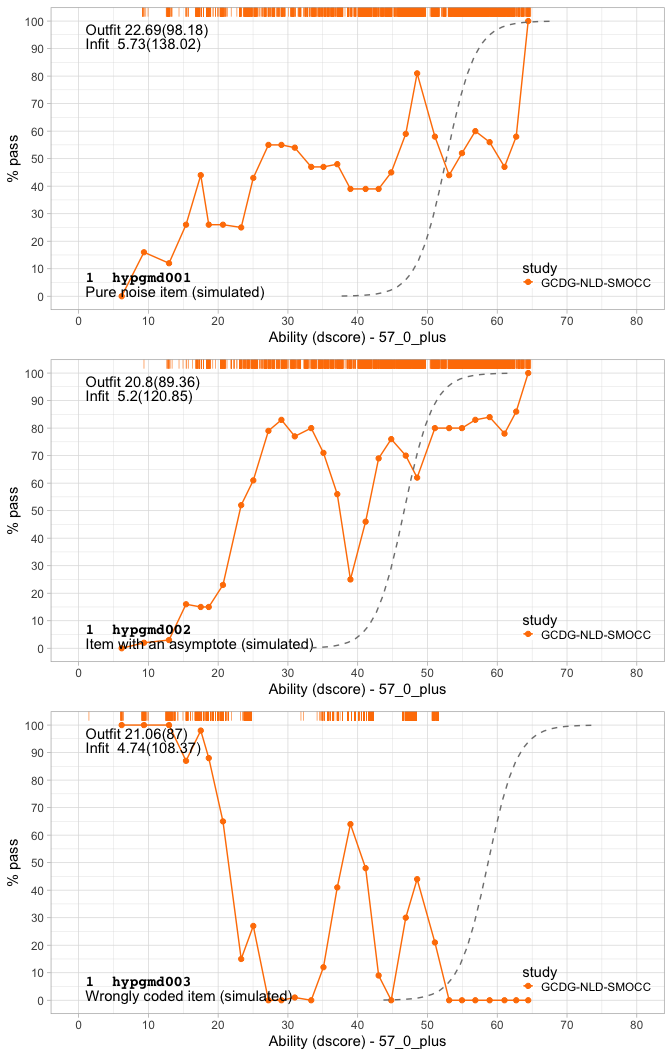 100
90
80
70
60
50
40
30
20
10
0
% pass
Outfit 22.69(98.18)
Infit 5.73(138.02)
1 hypgmd001
Pure noise item (simulated)
study
GCDG-NLD-SMOCC
0 10 20 30 40 50 60 70 80
Ability (dscore) - 57_0_plus
100
90
80
70
60
50
40
30
20
10
0
% pass
Outfit 20.8(89.36)
Infit 5.2(120.85)
1 hypgmd002
Item with an asymptote (simulated)
study
GCDG-NLD-SMOCC
0 10 20 30 40 50 60 70 80
Ability (dscore) - 57_0_plus
100
90
80
70
60
50
40
30
20
10
0
% pass
Outfit 21.06(87)
Infit 4.74(108.37)
1 hypgmd003
Wrongly coded item (simulated)
study
GCDG-NLD-SMOCC
0 10 20 30 40 50 60 70 80
Ability (dscore) - 57_0_plus